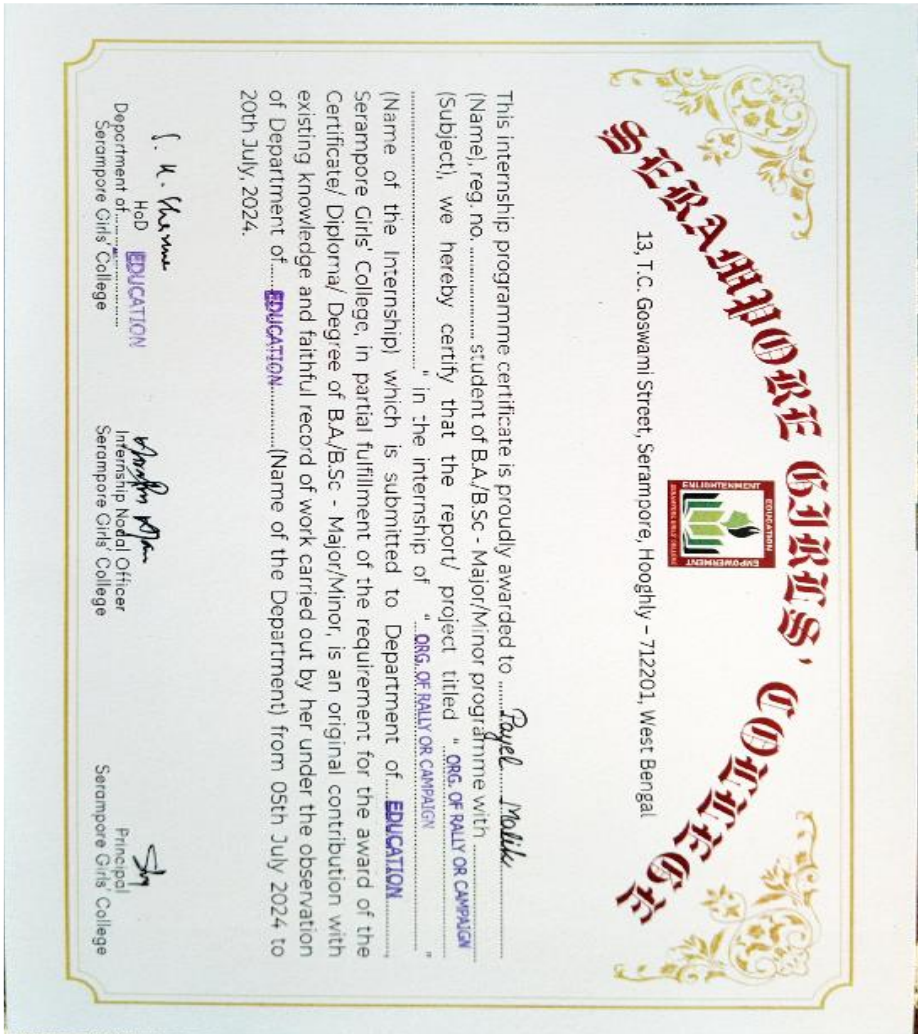 SERAMPORE GIRLS' COLLEGE
EDUCATION
EMPOWERMENT
SERAMPORE GIRLS' COLLEGE
13, T.C. Goswami Street, Serampore, Hooghly – 712201, West Bengal
This internship programme certificate is proudly awarded to ........Payel Malik............
(Name), reg. no. ................ student of B.A./B.Sc - Major/Minor programme with ..............
(Subject), we hereby certify that the report/ project titled “ ORG. OF RALLY OR CAMPAIGN
........................................" in the internship of “ ORG. OF RALLY OR CAMPAIGN ................"
(Name of the Internship) which is submitted to Department of....EDUCATION........,
Serampore Girls' College, in partial fulfillment of the requirement for the award of the
Certificate/ Diploma/ Degree of B.A./B.Sc - Major/Minor, is an original contribution with
existing knowledge and faithful record of work carried out by her under the observation
of Department of......EDUCATION..............(Name of the Department) from 05th July 2024 to
20th July, 2024.
HoD
Department of..................
EDUCATION
Serampore Girls' College
Internship Nodal Officer
Serampore Girls' College
Principal
Serampore Girls' College